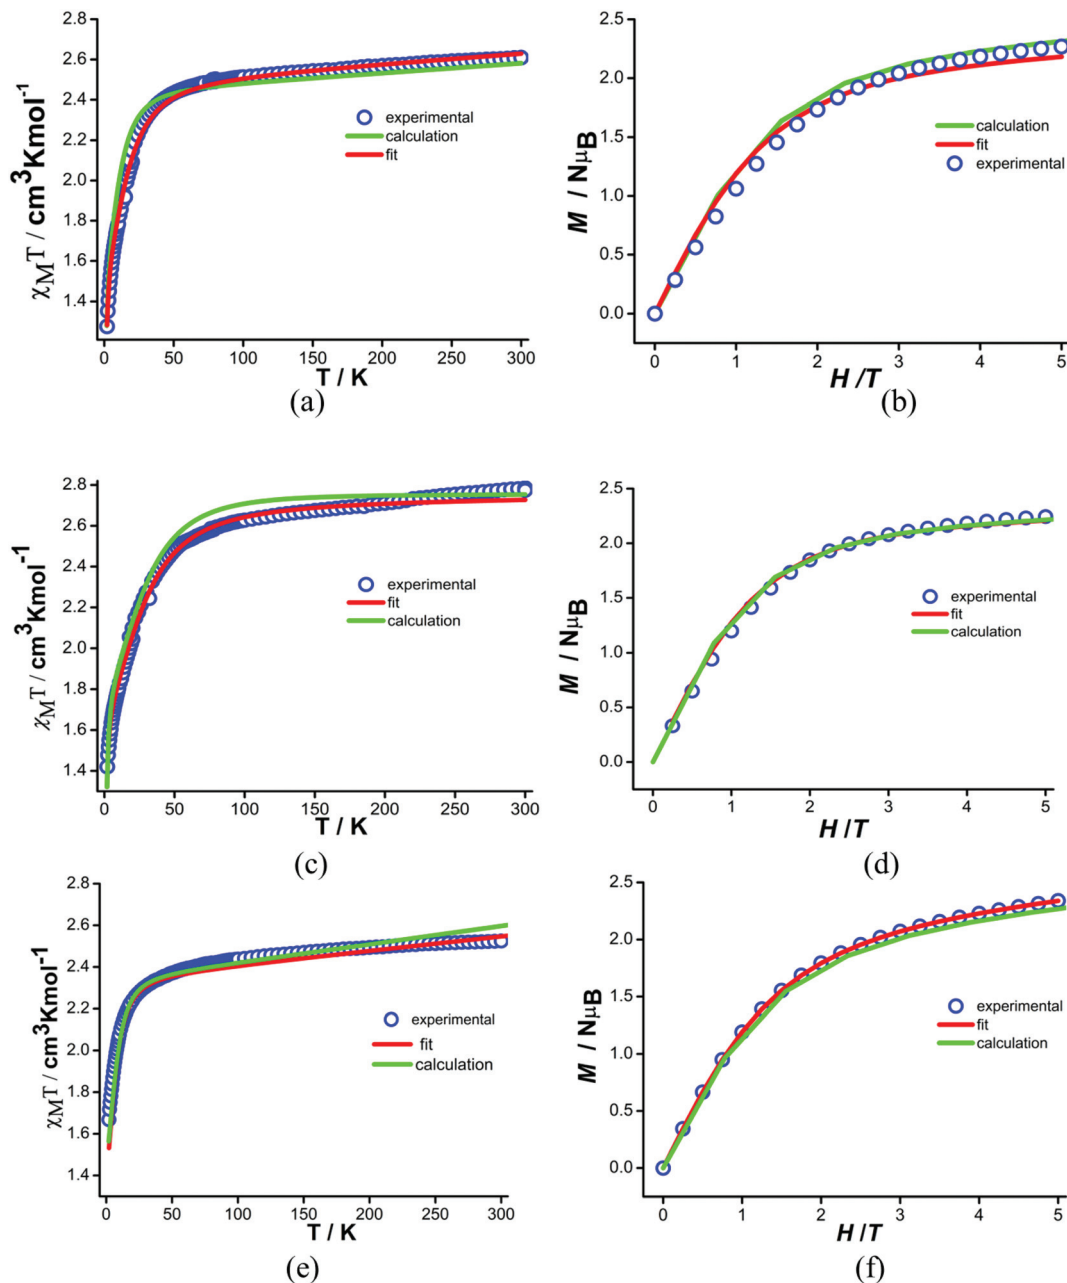 2.8
2.6
2.4
2.2
2.0
1.8
1.6
1.4
χMT / cm³Kmol⁻¹
experimental
calculation
fit
0 50 100 150 200 250 300
T / K
(a)
2.5
2.0
1.5
1.0
0.5
0.0
M / NμB
calculation
fit
experimental
0 1 2 3 4 5
H /T
(b)
2.8
2.6
2.4
2.2
2.0
1.8
1.6
1.4
χMT / cm³Kmol⁻¹
experimental
fit
calculation
0 50 100 150 200 250 300
T / K
(c)
2.5
2.0
1.5
1.0
0.5
0.0
M / NμB
experimental
fit
calculation
0 1 2 3 4 5
H /T
(d)
2.8
2.6
2.4
2.2
2.0
1.8
1.6
1.4
χMT / cm³Kmol⁻¹
experimental
fit
calculation
0 50 100 150 200 250 300
T / K
(e)
2.5
2.0
1.5
1.0
0.5
0.0
M / NμB
experimental
fit
calculation
0 1 2 3 4 5
H /T
(f)